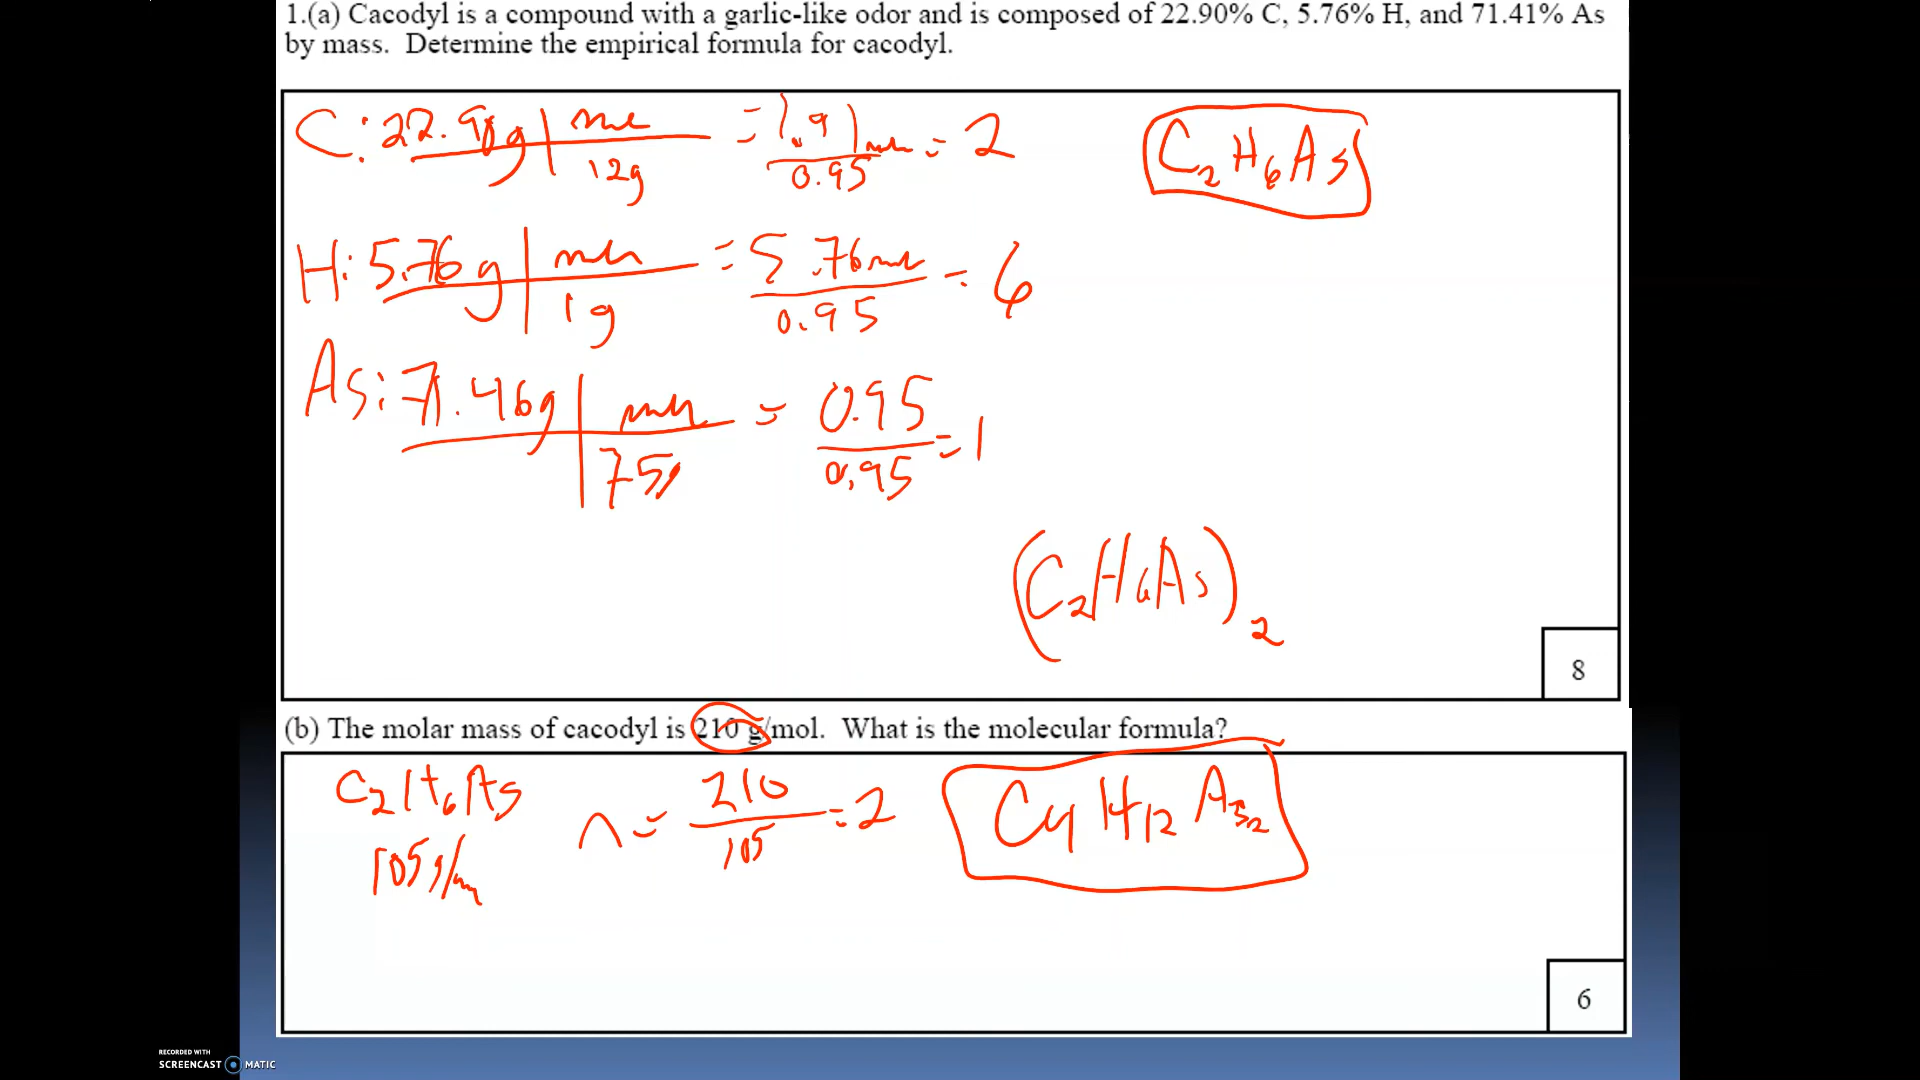 1.(a) Cacodyl is a compound with a garlic-like odor and is composed of 22.90% C, 5.76% H, and 71.41% As
by mass.  Determine the empirical formula for cacodyl.
C: 22.90g | mol / 12g = 1.91 mol / 0.95 = 2
C₂H₆As
H: 5.76g | mol / 1g = 5.76 mol / 0.95 = 6
As: 71.46g | mol / 75g = 0.95 / 0.95 = 1
(C₂H₆As)₂
8
(b) The molar mass of cacodyl is 210 g/mol.  What is the molecular formula?
C₂H₆As
105 g/m
n = 210 / 105 = 2
C₄H₁₂As₂
6
RECORDED WITH
SCREENCAST MATIC